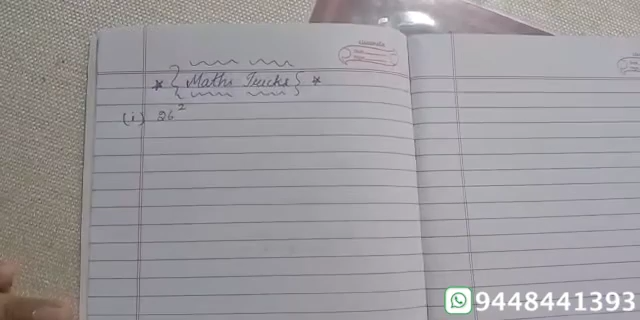 * { Maths Tricks } *
(i) 26²
9448441393